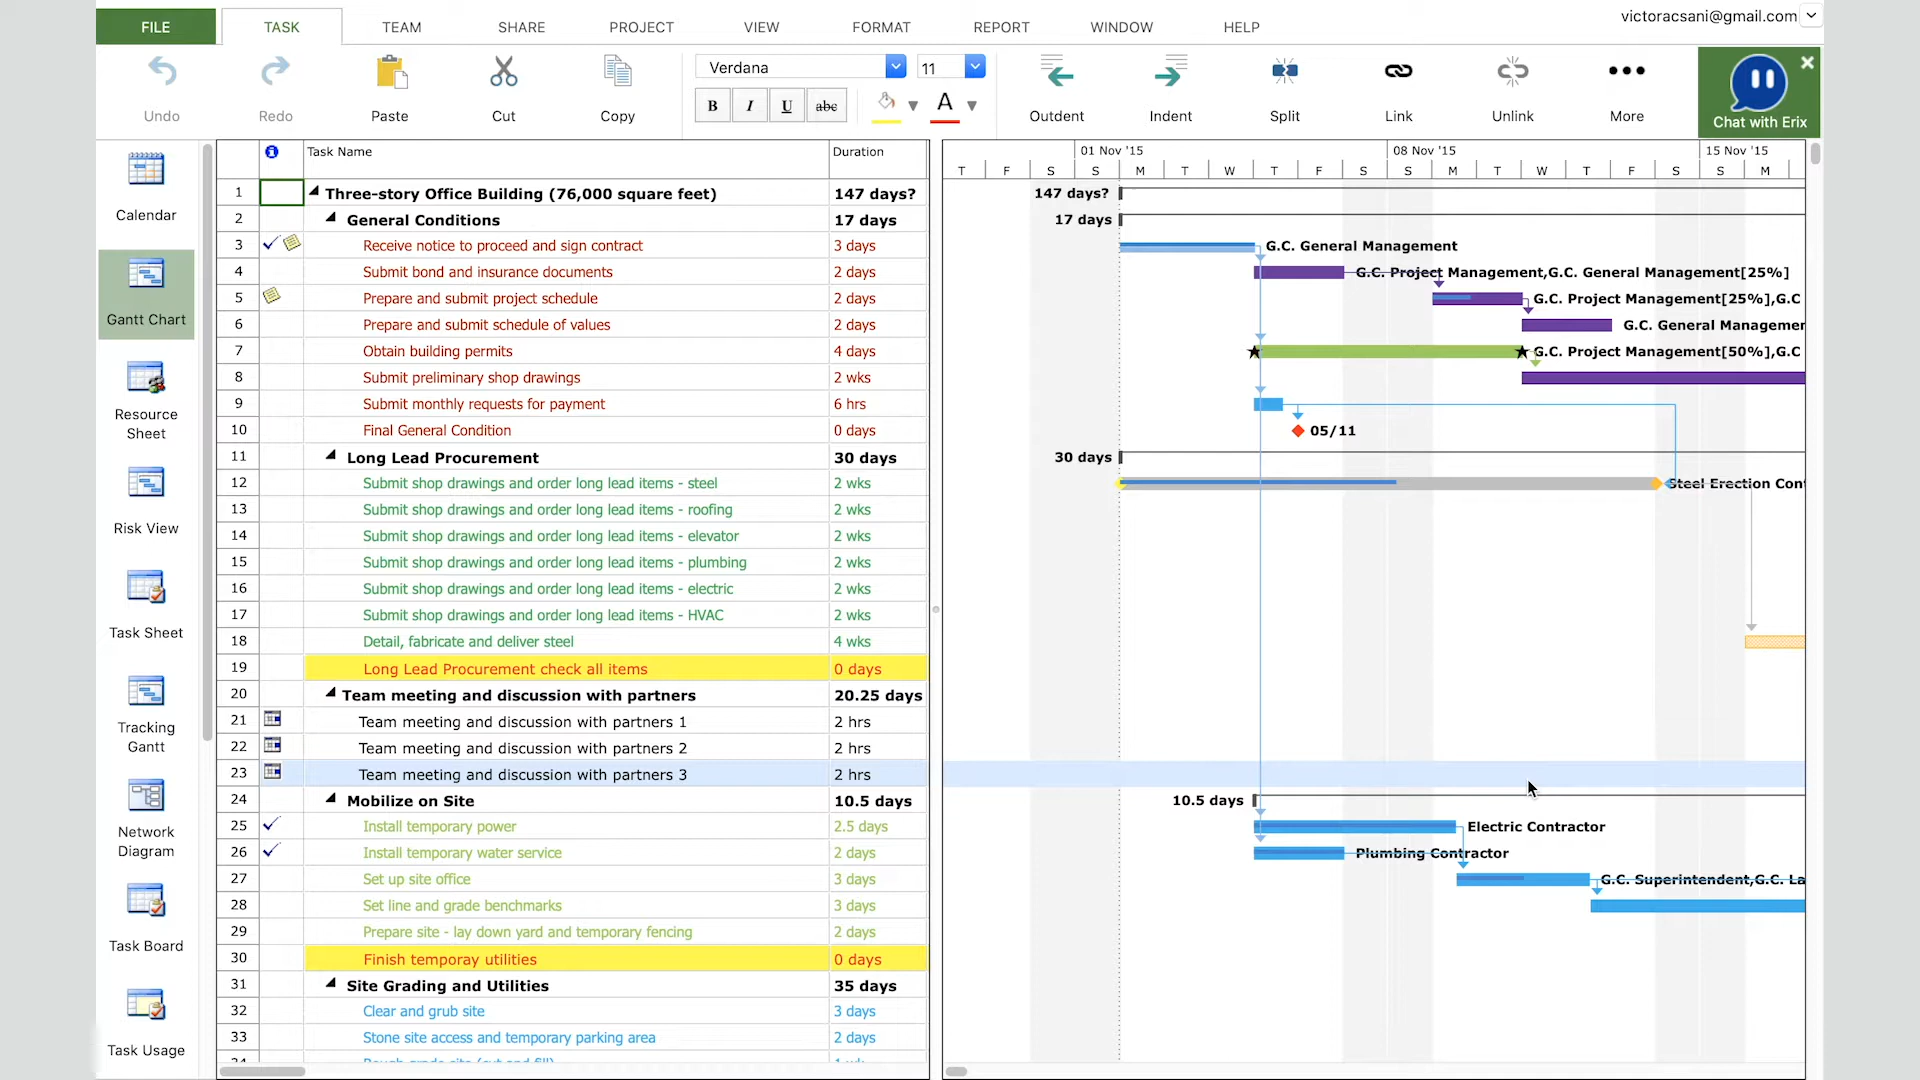 FILE TASK TEAM SHARE PROJECT VIEW FORMAT REPORT WINDOW HELP victoracsani@gmail.com
Verdana 11
B I U abc A
Undo Redo Paste Cut Copy Outdent Indent Split Link Unlink More Chat with Erix
Calendar
Gantt Chart
Resource
Sheet
Risk View
Task Sheet
Tracking
Gantt
Network
Diagram
Task Board
Task Usage
Task Name Duration
1 Three-story Office Building (76,000 square feet) 147 days?
2 General Conditions 17 days
3 Receive notice to proceed and sign contract 3 days
4 Submit bond and insurance documents 2 days
5 Prepare and submit project schedule 2 days
6 Prepare and submit schedule of values 2 days
7 Obtain building permits 4 days
8 Submit preliminary shop drawings 2 wks
9 Submit monthly requests for payment 6 hrs
10 Final General Condition 0 days
11 Long Lead Procurement 30 days
12 Submit shop drawings and order long lead items - steel 2 wks
13 Submit shop drawings and order long lead items - roofing 2 wks
14 Submit shop drawings and order long lead items - elevator 2 wks
15 Submit shop drawings and order long lead items - plumbing 2 wks
16 Submit shop drawings and order long lead items - electric 2 wks
17 Submit shop drawings and order long lead items - HVAC 2 wks
18 Detail, fabricate and deliver steel 4 wks
19 Long Lead Procurement check all items 0 days
20 Team meeting and discussion with partners 20.25 days
21 Team meeting and discussion with partners 1 2 hrs
22 Team meeting and discussion with partners 2 2 hrs
23 Team meeting and discussion with partners 3 2 hrs
24 Mobilize on Site 10.5 days
25 Install temporary power 2.5 days
26 Install temporary water service 2 days
27 Set up site office 3 days
28 Set line and grade benchmarks 3 days
29 Prepare site - lay down yard and temporary fencing 2 days
30 Finish temporay utilities 0 days
31 Site Grading and Utilities 35 days
32 Clear and grub site 3 days
33 Stone site access and temporary parking area 2 days
01 Nov '15 08 Nov '15 15 Nov '15
T F S S M T W T F S S M T W T F S S M
147 days?
17 days
G.C. General Management
G.C. Project Management,G.C. General Management[25%]
G.C. Project Management[25%],G.C
G.C. General Managemer
G.C. Project Management[50%],G.C
05/11
30 days
Steel Erection Cont
10.5 days
Electric Contractor
Plumbing Contractor
G.C. Superintendent,G.C. La